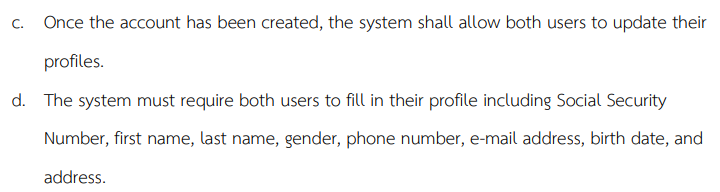 c. Once the account has been created, the system shall allow both users to update their
profiles.
d. The system must require both users to fill in their profile including Social Security
Number, first name, last name, gender, phone number, e-mail address, birth date, and
address.